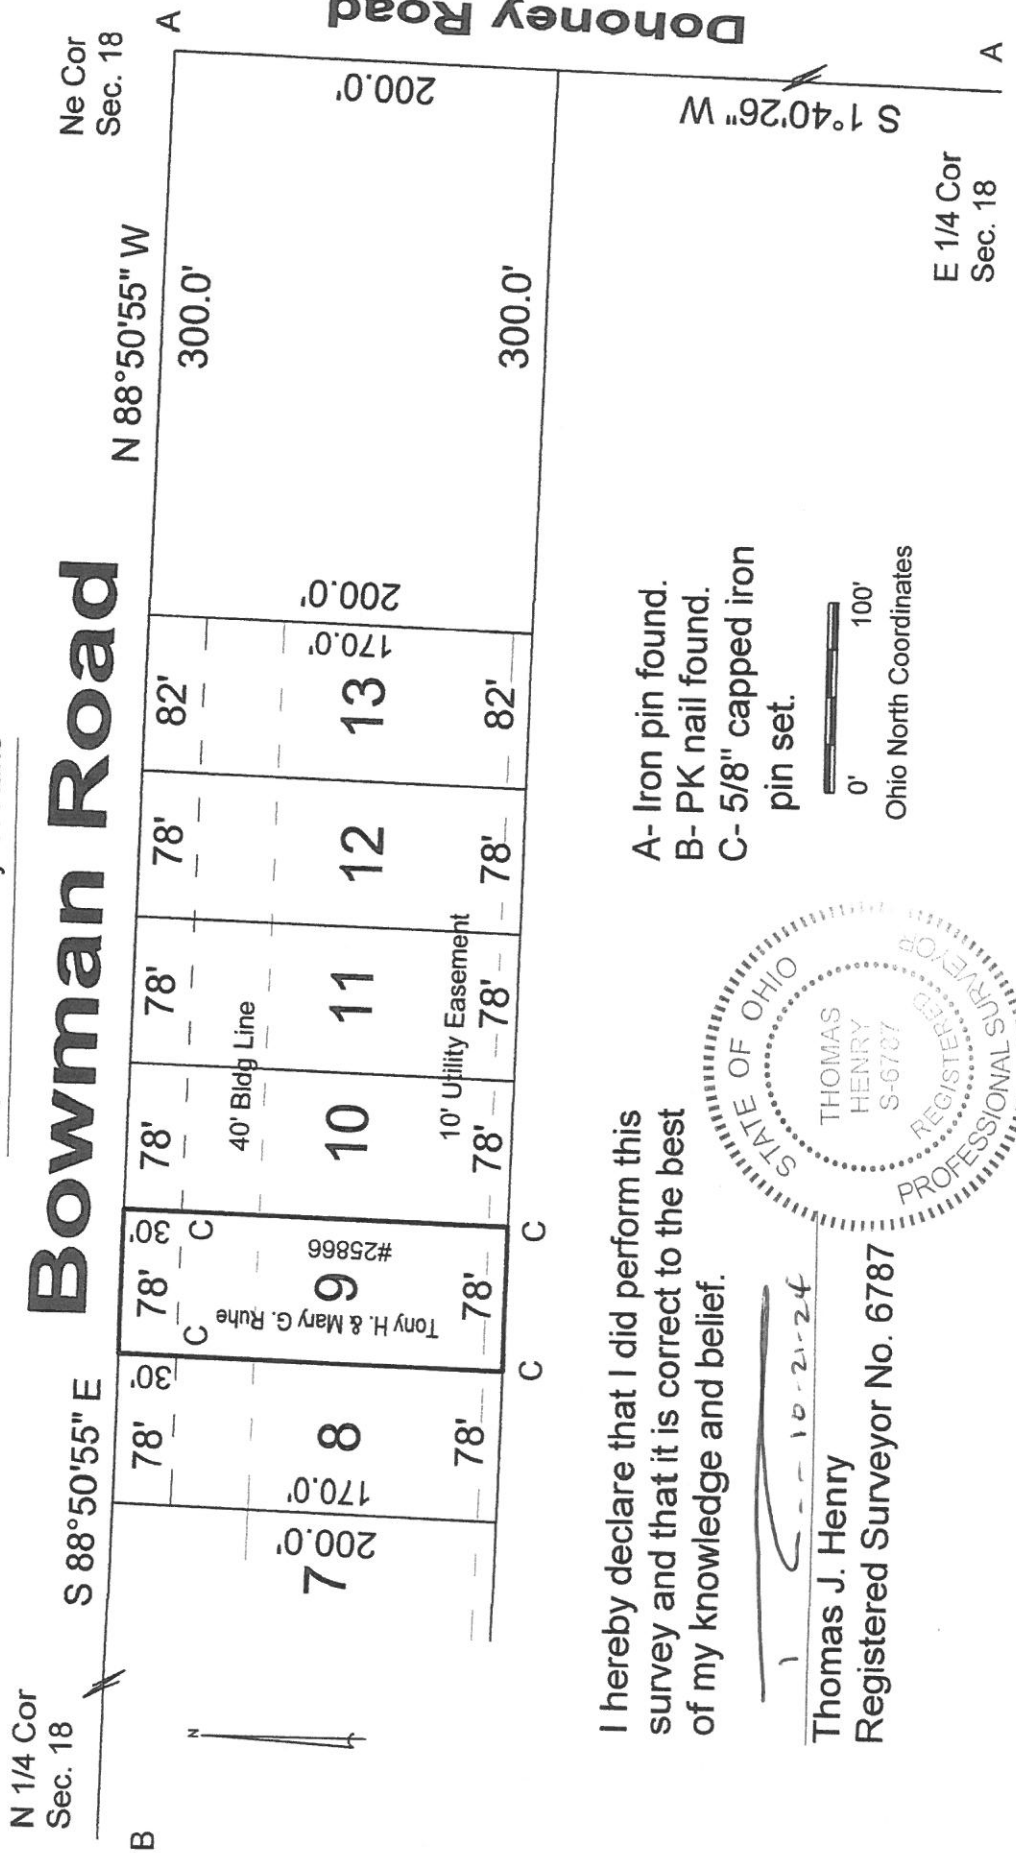 N 1/4 Cor
Sec. 18
S 88°50'55" E
Bowman Road
N 88°50'55" W
Ne Cor
Sec. 18
A
B
N
Dohoney Road
78'
78'
78'
78'
78'
82'
300.0'
30'
30'
C
C
40' Bldg Line
7
8
9
10
11
12
13
200.0'
170.0'
Tony H. & Mary G. Ruhe
#25866
170.0'
200.0'
200.0'
10' Utility Easement
78'
78'
78'
78'
78'
82'
300.0'
C
C
S 1°40'26" W
A
E 1/4 Cor
Sec. 18
I hereby declare that I did perform this
survey and that it is correct to the best
of my knowledge and belief.
10-21-24
Thomas J. Henry
Registered Surveyor No. 6787
STATE OF OHIO
THOMAS
HENRY
S-6787
REGISTERED
PROFESSIONAL SURVEYOR
A- Iron pin found.
B- PK nail found.
C- 5/8" capped iron
pin set.
0' 100'
Ohio North Coordinates